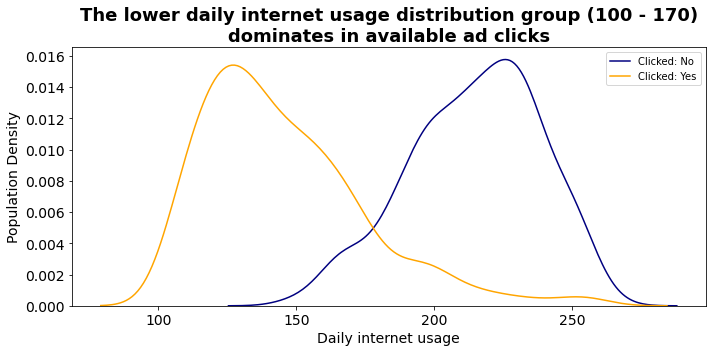 The lower daily internet usage distribution group (100 - 170)
dominates in available ad clicks
Clicked: No
Clicked: Yes
Population Density
0.016
0.014
0.012
0.010
0.008
0.006
0.004
0.002
0.000
100
150
200
250
Daily internet usage